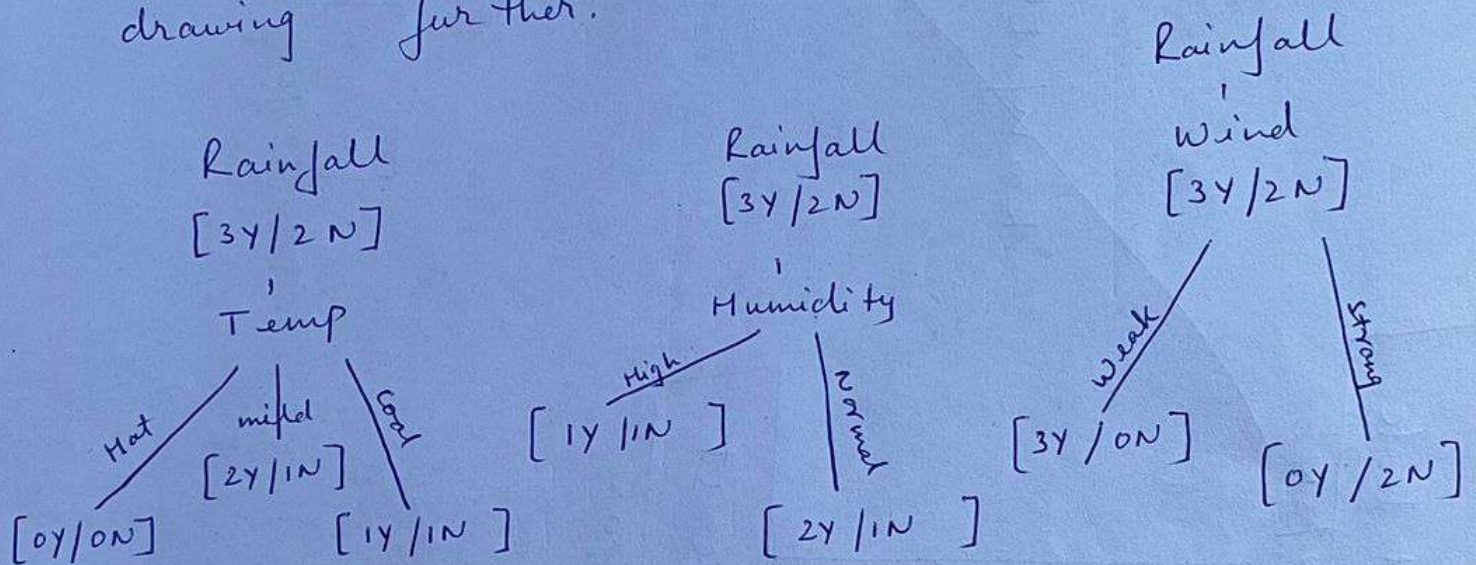 drawing further.
Rainfall
[3Y/2N]
Temp
Hot
mild
Cool
[0Y/0N]
[2Y/1N]
[1Y/1N]
Rainfall
[3Y/2N]
Humidity
High
Normal
[1Y/1N]
[2Y/1N]
Rainfall
Wind
[3Y/2N]
Weak
Strong
[3Y/0N]
[0Y/2N]